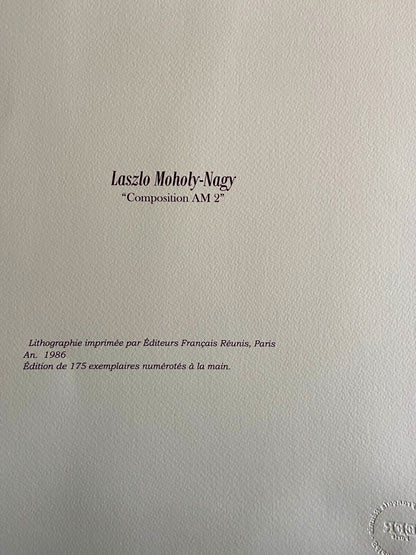 Laszlo Moholy-Nagy
“Composition AM 2”
Lithographie imprimée par Éditeurs Français Réunis, Paris
An. 1986
Édition de 175 exemplaires numérotés à la main.